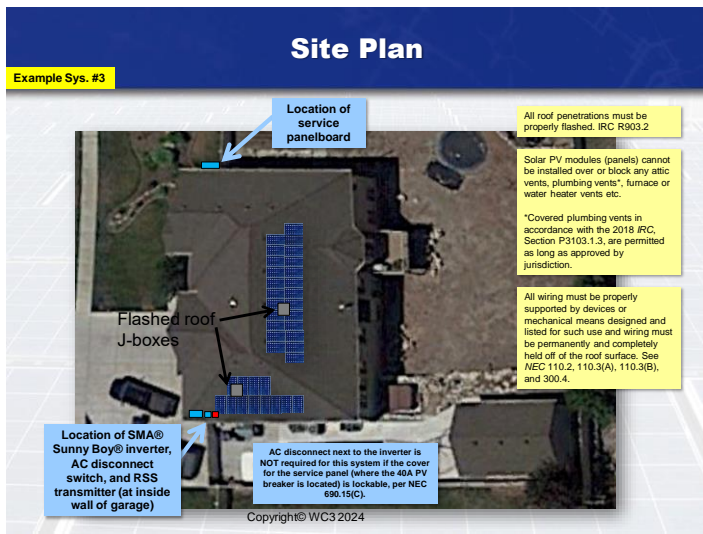 Site Plan
Example Sys. #3
Location of
service
panelboard
All roof penetrations must be
properly flashed. IRC R903.2
Solar PV modules (panels) cannot
be installed over or block any attic
vents, plumbing vents*, furnace or
water heater vents etc.
*Covered plumbing vents in
accordance with the 2018 IRC,
Section P3103.1.3, are permitted
as long as approved by
jurisdiction.
All wiring must be properly
supported by devices or
mechanical means designed and
listed for such use and wiring must
be permanently and completely
held off of the roof surface. See
NEC 110.2, 110.3(A), 110.3(B),
and 300.4.
Flashed roof
J-boxes
Location of SMA®
Sunny Boy® inverter,
AC disconnect
switch, and RSS
transmitter (at inside
wall of garage)
AC disconnect next to the inverter is
NOT required for this system if the cover
for the service panel (where the 40A PV
breaker is located) is lockable, per NEC
690.15(C).
Copyright© WC3 2024